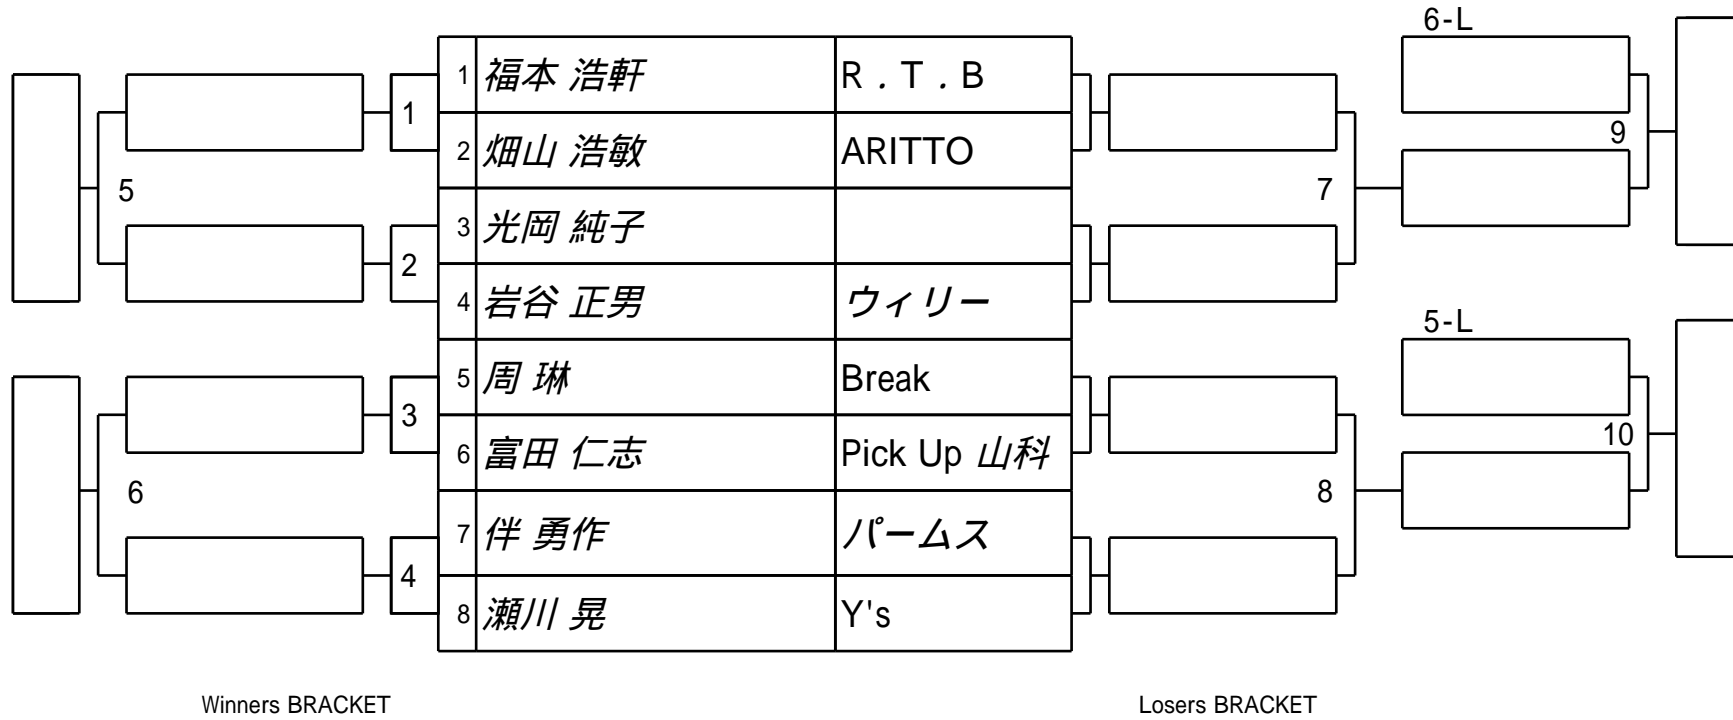 6-L
1 福本 浩軒 R．T．B
1
2 畑山 浩敏 ARITTO
9
5
7
3 光岡 純子
2
4 岩谷 正男 ウィリー
5-L
5 周 琳 Break
3
10
6 富田 仁志 Pick Up 山科
6
8
7 伴 勇作 パームス
4
8 瀬川 晃 Y's
Winners BRACKET Losers BRACKET